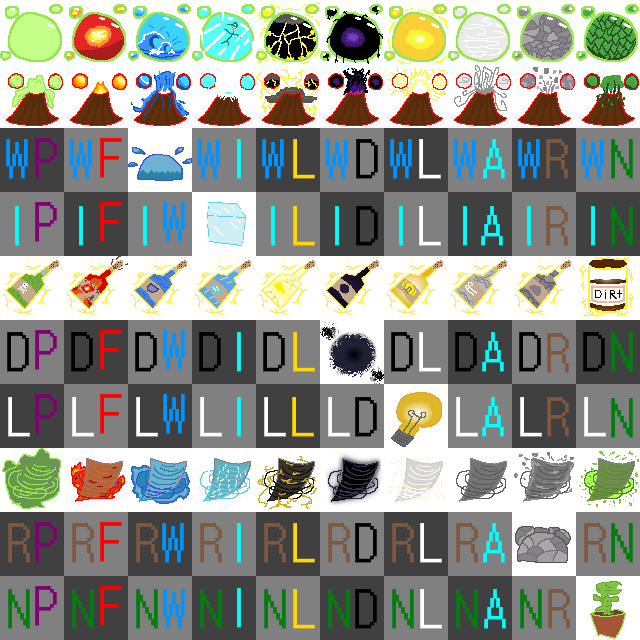 WP WF WI WL WD WL WA WR WN
IP IF IW IL ID IL IA IR IN
DiRt
DP DF DW DI DL DL DA DR DN
LP LF LW LI LL LD LA LR LN
RP RF RW RI RL RD RL RA RN
NP NF NW NI NL ND NL NA NR